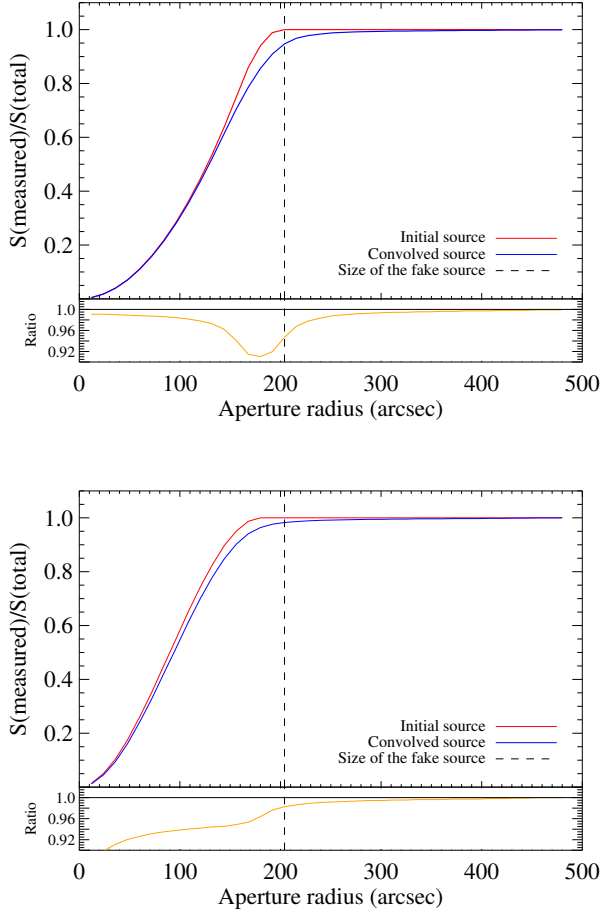 1.0
0.8
0.6
0.4
0.2
S(measured)/S(total)
Initial source
Convolved source
Size of the fake source
1.0
0.96
0.92
Ratio
0 100 200 300 400 500
Aperture radius (arcsec)
1.0
0.8
0.6
0.4
0.2
S(measured)/S(total)
Initial source
Convolved source
Size of the fake source
1.0
0.96
0.92
Ratio
0 100 200 300 400 500
Aperture radius (arcsec)